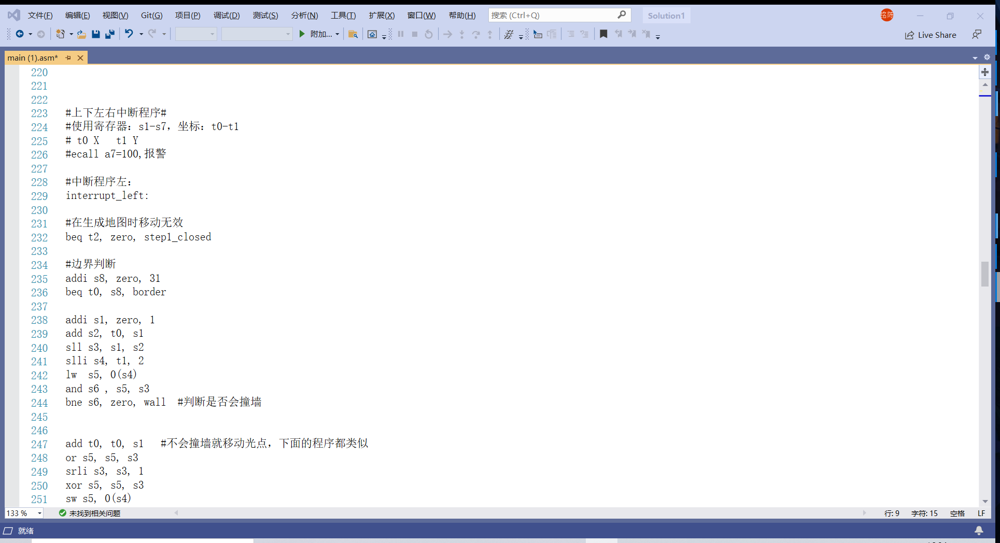 文件(F) 编辑(E) 视图(V) Git(G) 项目(P) 调试(D) 测试(S) 分析(N) 工具(T) 扩展(X) 窗口(W) 帮助(H) 搜索 (Ctrl+Q) Solution1 铭陈
附加... Live Share
main (1).asm*
220
221
222
223 #上下左右中断程序#
224 #使用寄存器：s1-s7，坐标：t0-t1
225 # t0 X   t1 Y
226 #ecall a7=100,报警
227
228 #中断程序左：
229 interrupt_left:
230
231 #在生成地图时移动无效
232 beq t2, zero, step1_closed
233
234 #边界判断
235 addi s8, zero, 31
236 beq t0, s8, border
237
238 addi s1, zero, 1
239 add s2, t0, s1
240 sll s3, s1, s2
241 slli s4, t1, 2
242 lw  s5, 0(s4)
243 and s6 , s5, s3
244 bne s6, zero, wall  #判断是否会撞墙
245
246
247 add t0, t0, s1   #不会撞墙就移动光点，下面的程序都类似
248 or s5, s5, s3
249 srli s3, s3, 1
250 xor s5, s5, s3
251 sw s5, 0(s4)
133 % 未找到相关问题 行: 9 字符: 15 空格 LF
就绪